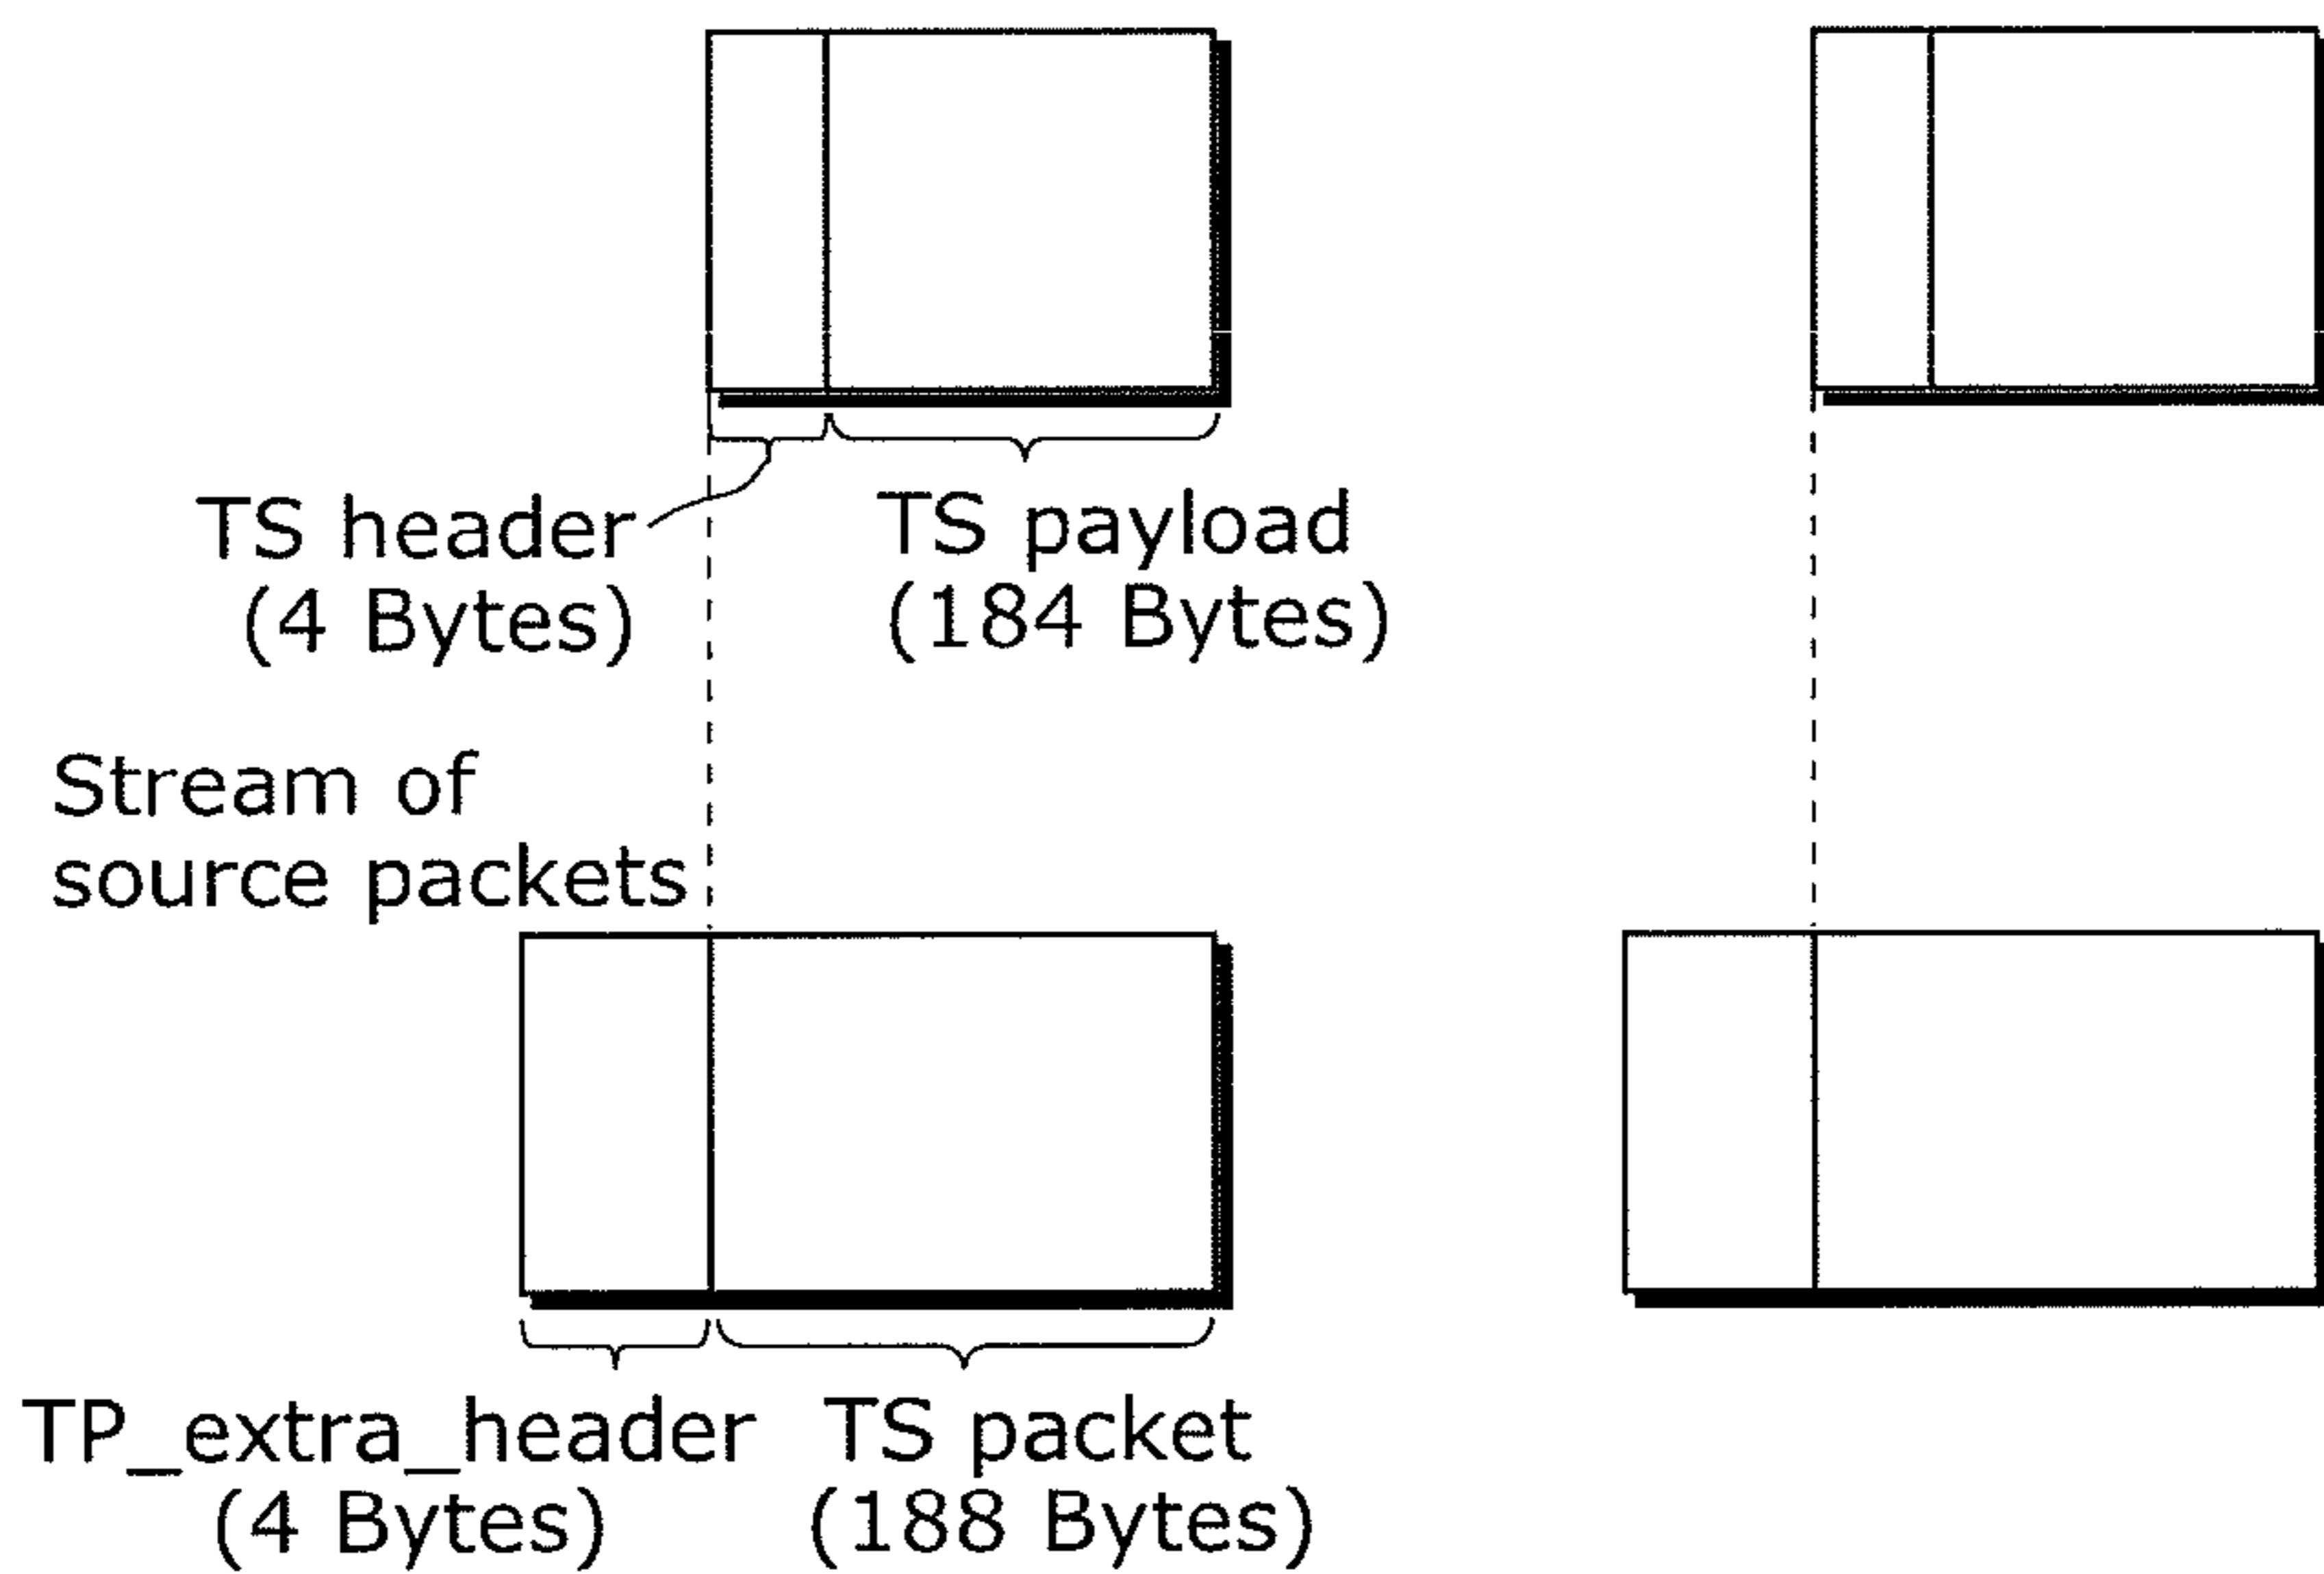 TS header
(4 Bytes)
TS payload
(184 Bytes)
Stream of
source packets
TP_extra_header
(4 Bytes)
TS packet
(188 Bytes)